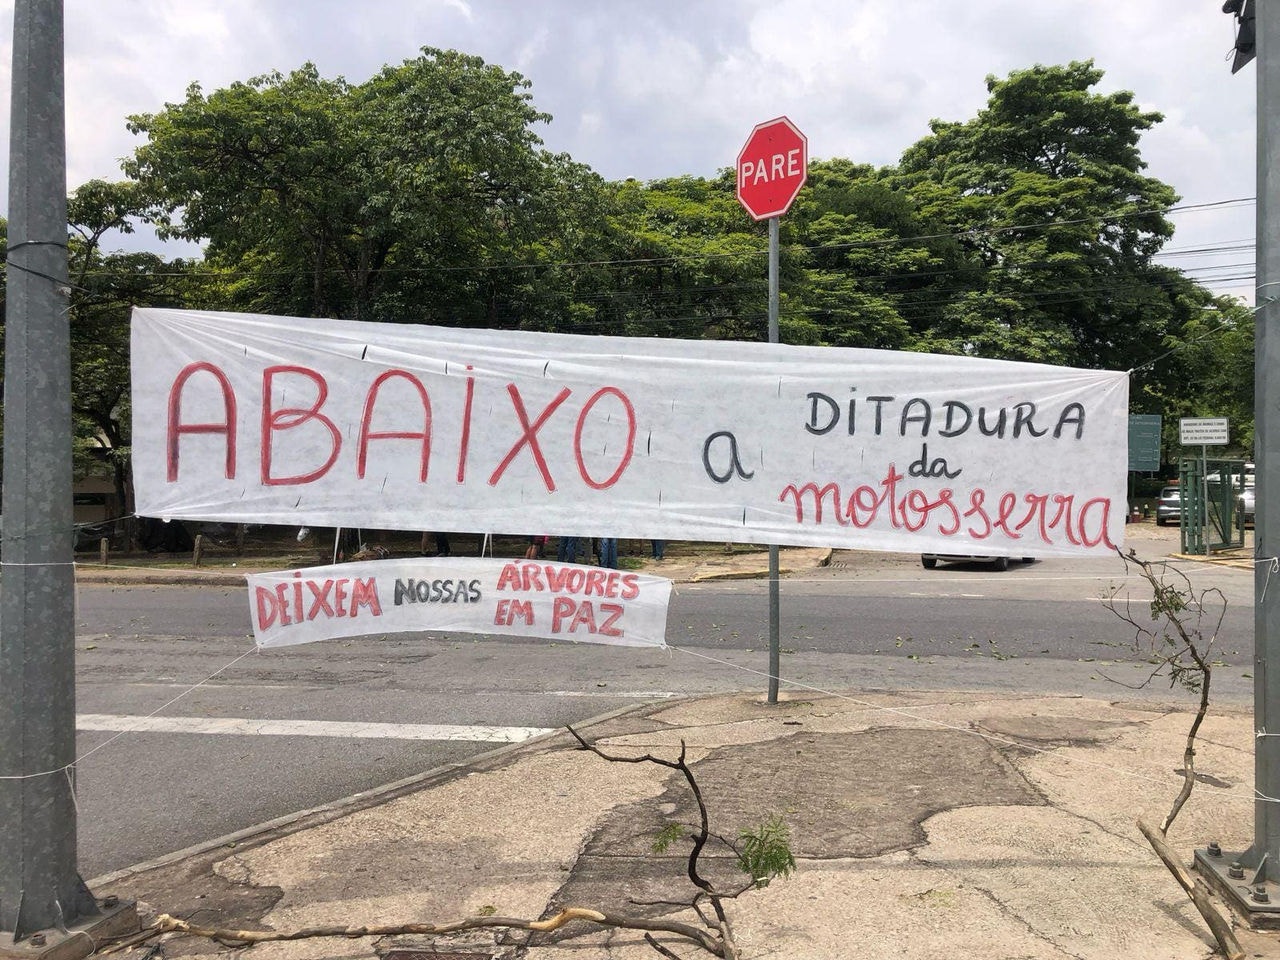 PARE
ABAIXO a DITADURA
da
motosserra
DEIXEM NOSSAS ÁRVORES
EM PAZ